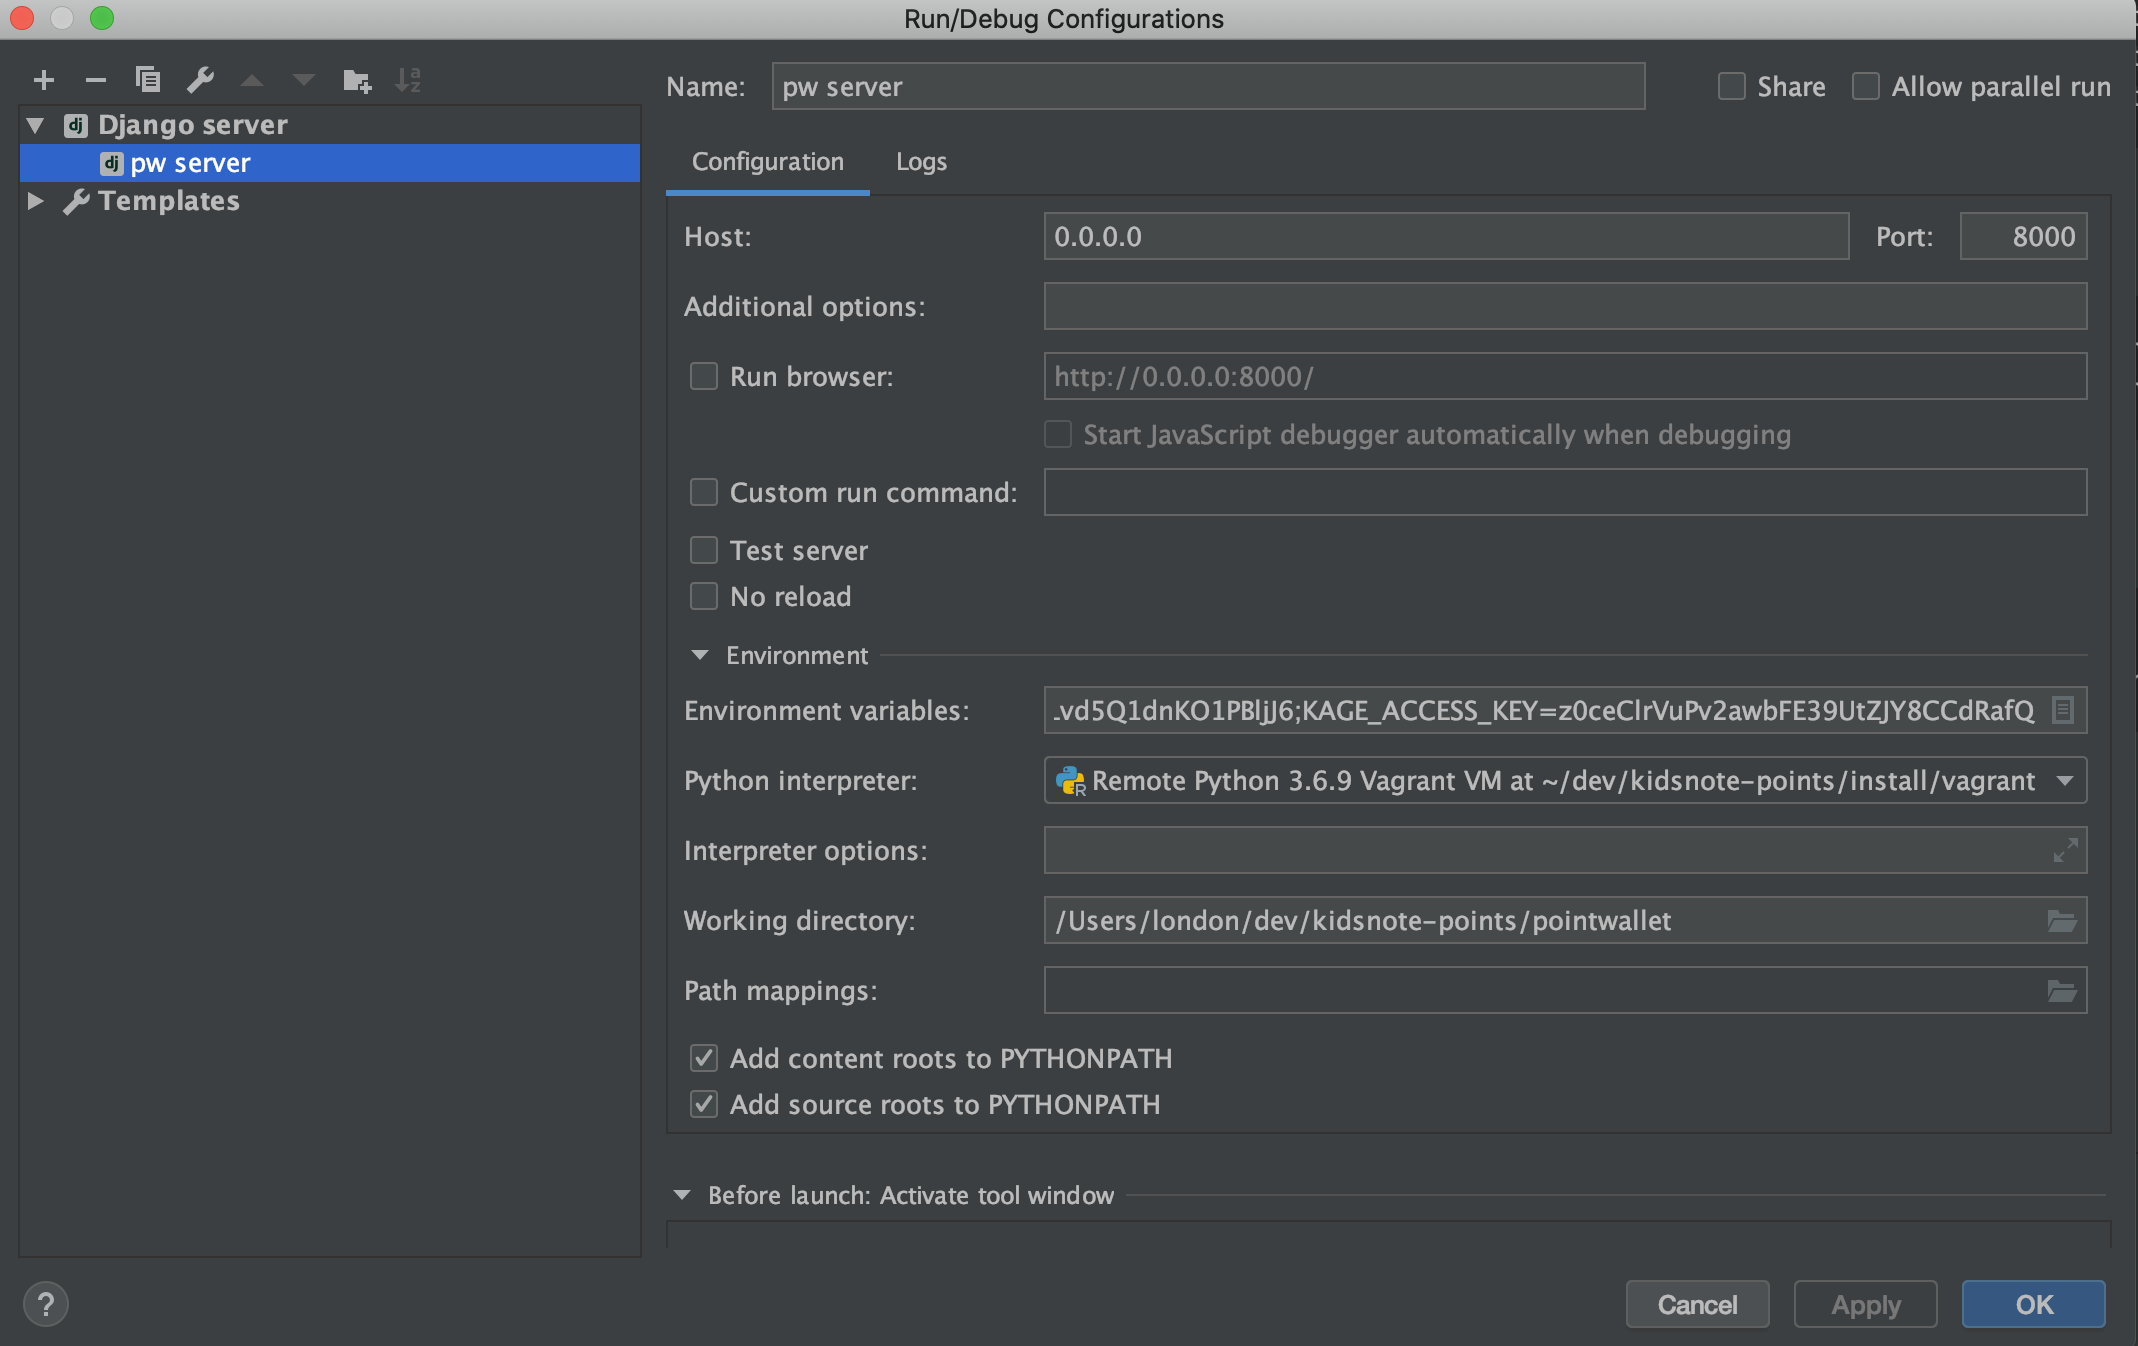 Run/Debug Configurations
Name: pw server Share Allow parallel run
Django server
pw server
Templates
Configuration Logs
Host: 0.0.0.0 Port: 8000
Additional options:
Run browser: http://0.0.0.0:8000/
Start JavaScript debugger automatically when debugging
Custom run command:
Test server
No reload
Environment
Environment variables: vd5Q1dnKO1PBljJ6;KAGE_ACCESS_KEY=z0ceClrVuPv2awbFE39UtZJY8CCdRafQ
Python interpreter: Remote Python 3.6.9 Vagrant VM at ~/dev/kidsnote-points/install/vagrant
Interpreter options:
Working directory: /Users/london/dev/kidsnote-points/pointwallet
Path mappings:
Add content roots to PYTHONPATH
Add source roots to PYTHONPATH
Before launch: Activate tool window
? Cancel Apply OK